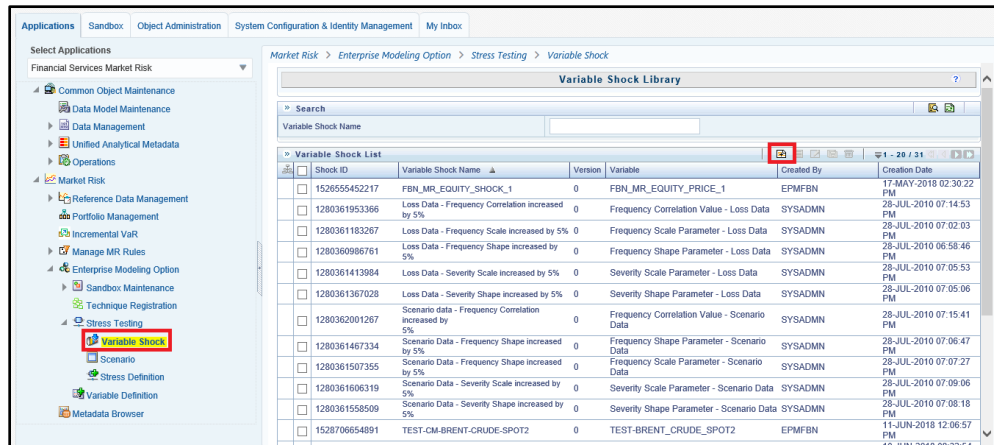 Applications
Sandbox
Object Administration
System Configuration & Identity Management
My Inbox
Select Applications
Financial Services Market Risk
Common Object Maintenance
Data Model Maintenance
Data Management
Unified Analytical Metadata
Operations
Market Risk
Reference Data Management
Portfolio Management
Incremental VaR
Manage MR Rules
Enterprise Modeling Option
Sandbox Maintenance
Technique Registration
Stress Testing
Variable Shock
Scenario
Stress Definition
Variable Definition
Metadata Browser
Market Risk > Enterprise Modeling Option > Stress Testing > Variable Shock
Variable Shock Library
?
» Search
Variable Shock Name
» Variable Shock List
1 - 20 / 31
Shock ID Variable Shock Name Version Variable Created By Creation Date
1526555452217 FBN_MR_EQUITY_SHOCK_1 0 FBN_MR_EQUITY_PRICE_1 EPMFBN 17-MAY-2018 02:30:22
PM
1280361953366 Loss Data - Frequency Correlation increased
by 5% 0 Frequency Correlation Value - Loss Data SYSADMN 28-JUL-2010 07:14:53
PM
1280361183267 Loss Data - Frequency Scale increased by 5% 0 Frequency Scale Parameter - Loss Data SYSADMN 28-JUL-2010 07:02:03
PM
1280360986761 Loss Data - Frequency Shape increased by
5% 0 Frequency Shape Parameter - Loss Data SYSADMN 28-JUL-2010 06:58:46
PM
1280361413984 Loss Data - Severity Scale increased by 5% 0 Severity Scale Parameter - Loss Data SYSADMN 28-JUL-2010 07:05:53
PM
1280361367028 Loss Data - Severity Shape increased by 5% 0 Severity Shape Parameter - Loss Data SYSADMN 28-JUL-2010 07:05:06
PM
1280362001267 Scenario data - Frequency Correlation
increased by
5% 0 Frequency Correlation Value - Scenario
Data SYSADMN 28-JUL-2010 07:15:41
PM
1280361467334 Scenario Data - Frequency Shape increased
by 5% 0 Frequency Shape Parameter - Scenario
Data SYSADMN 28-JUL-2010 07:06:47
PM
1280361507355 Scenario Data - Frequency Shape increased
by 5% 0 Frequency Scale Parameter - Scenario
Data SYSADMN 28-JUL-2010 07:07:27
PM
1280361606319 Scenario Data - Severity Scale increased by
5% 0 Severity Scale Parameter - Scenario Data SYSADMN 28-JUL-2010 07:09:06
PM
1280361558509 Scenario Data - Severity Shape increased by
5% 0 Severity Shape Parameter - Scenario Data SYSADMN 28-JUL-2010 07:08:18
PM
1528706654891 TEST-CM-BRENT-CRUDE-SPOT2 0 TEST-BRENT_CRUDE_SPOT2 EPMFBN 11-JUN-2018 12:06:57
PM